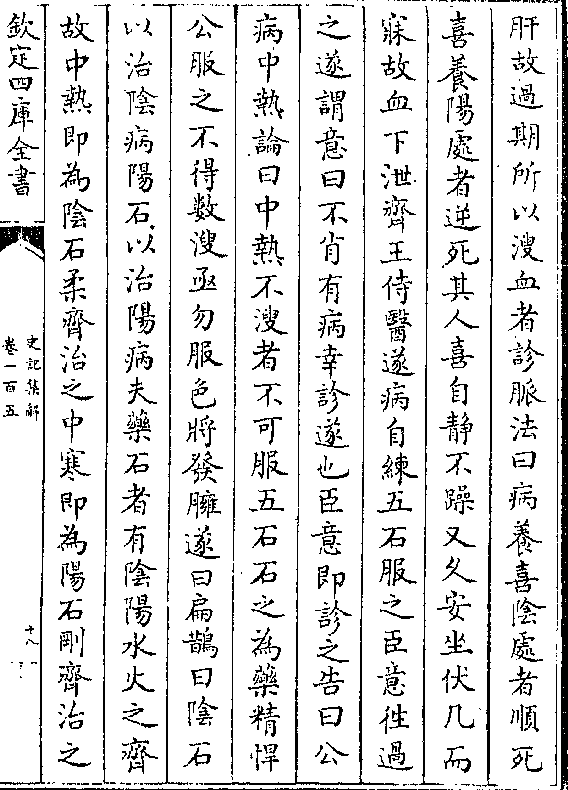 肝故過期所以溲血者診脈法曰病養喜陰處者順死
喜養陽處者逆死其人喜自静不躁又久安坐伏几而
寐故血下泄齊王侍醫遂病自練五石服之臣意徃過
之遂謂意曰不肖有病幸診遂也臣意即診之告曰公
病中熱論曰中熱不溲者不可服五石石之為藥精悍
公服之不得數溲亟勿服色將發臃遂曰扁鵲曰陰石
以治陰病陽石以治陽病夫藥石者有陰陽水火之齊
故中熱即為陰石柔齊治之中寒即為陽石剛齊治之
欽定四庫全書
史記集解
卷一百五
十八